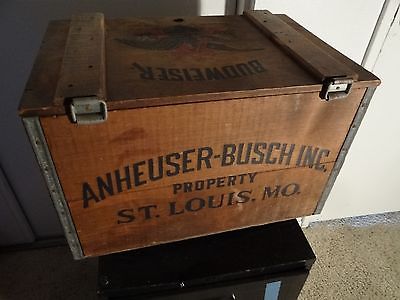 BUDWEISER
ANHEUSER-BUSCH INC.
PROPERTY
ST. LOUIS. MO.